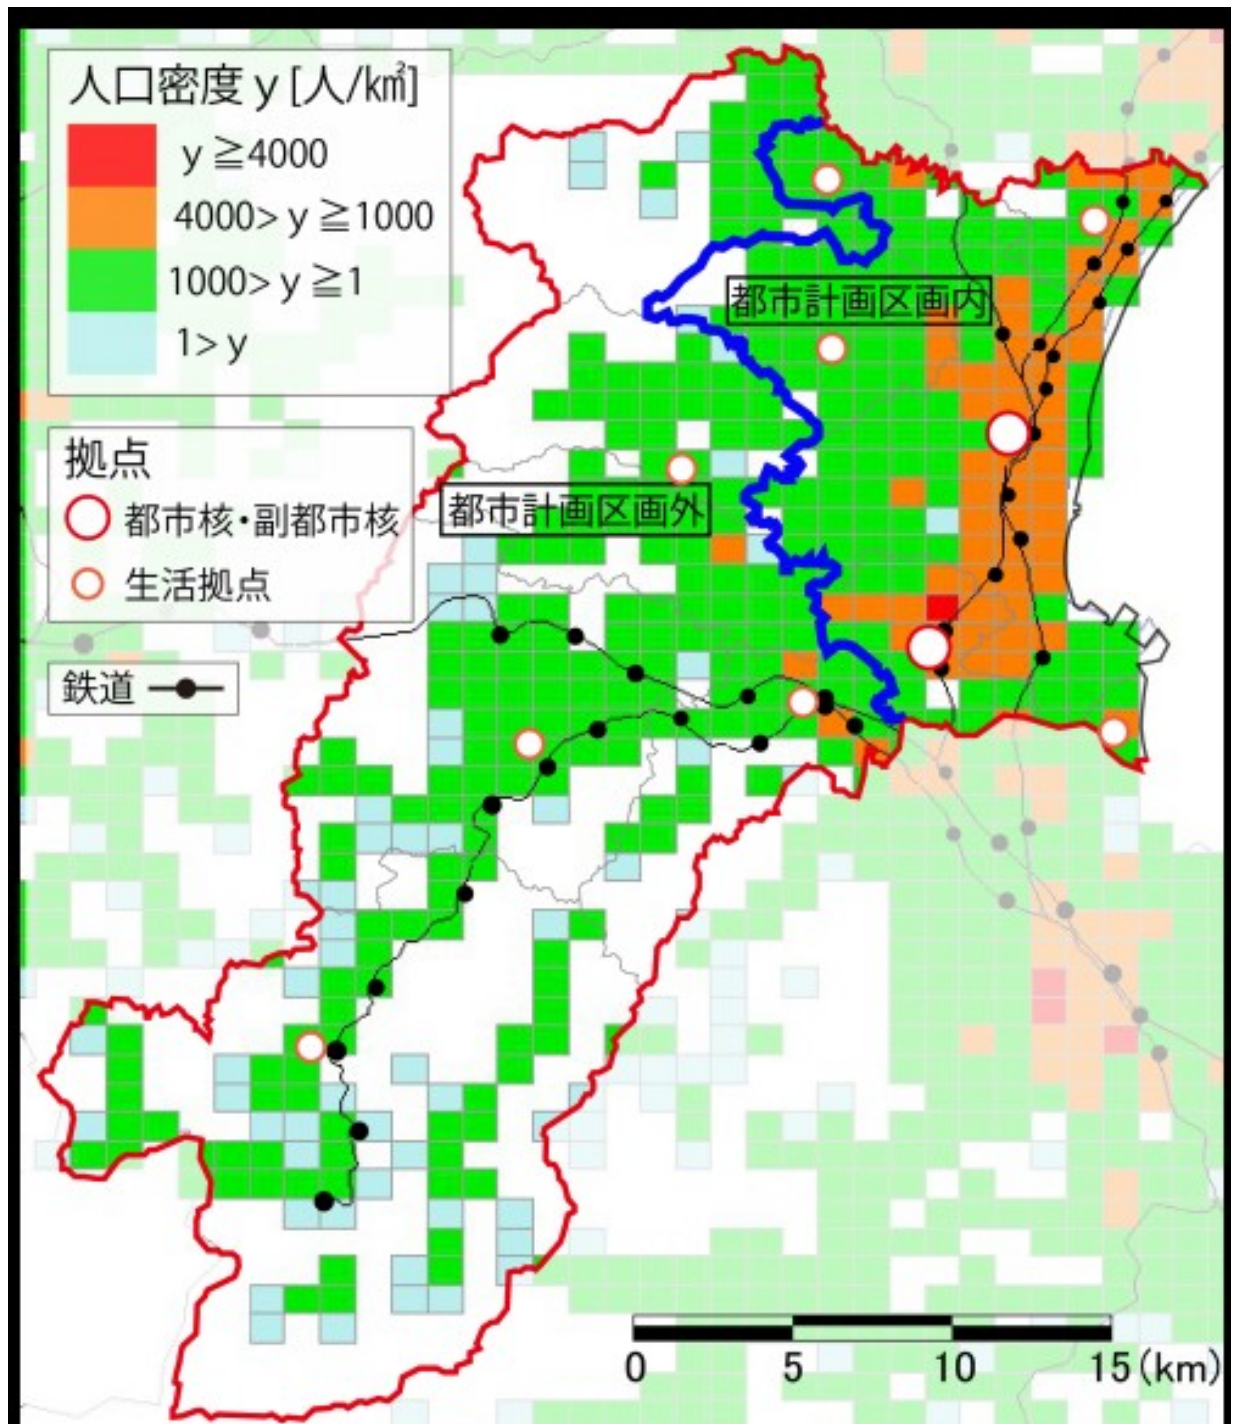 人口密度 y [人/k㎡]
y ≧4000
4000> y ≧1000
1000> y ≧1
1> y
拠点
都市核・副都市核
生活拠点
鉄道
都市計画区画内
都市計画区画外
0 5 10 15 (km)